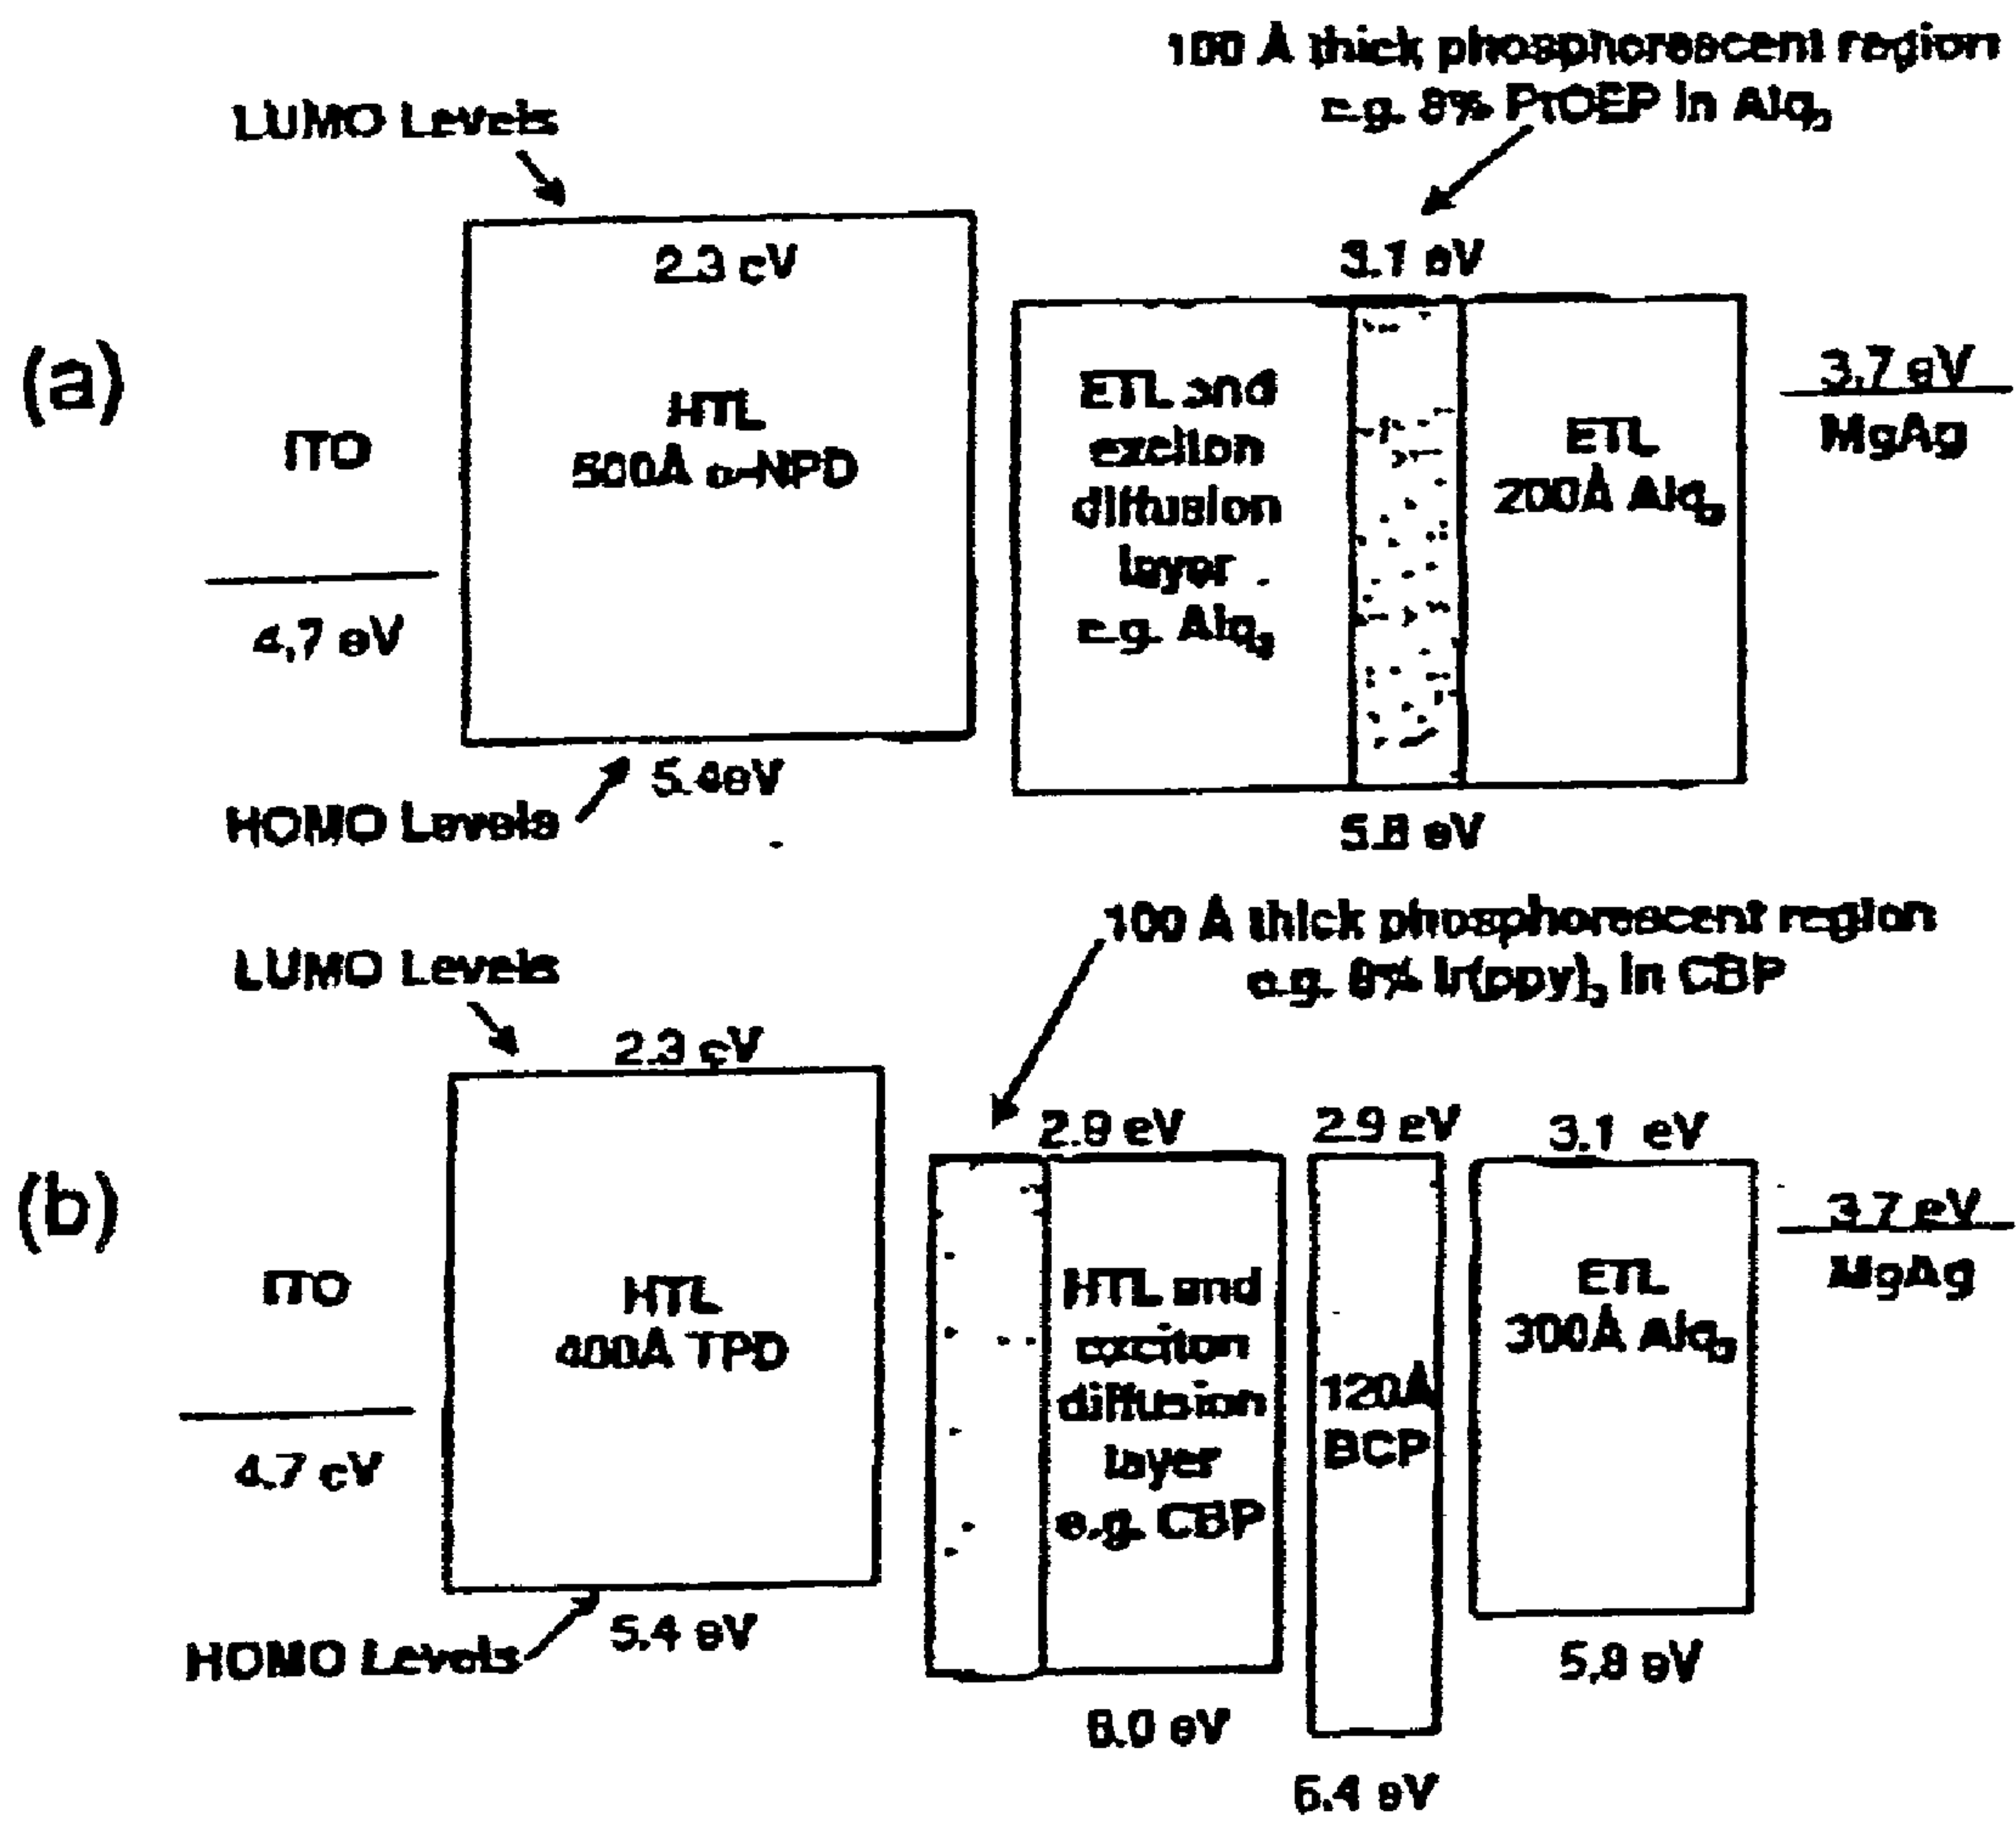 100 Å thick phosphorescent region
e.g. 8% PtOEP in Alq3
LUMO Levels
2.3 eV
3.1 eV
(a)
ITO
4.7 eV
HTL
500Å α-NPD
ETL and
exciton
diffusion
layer
e.g. Alq3
ETL
200Å Alq3
3.7 eV
MgAg
HOMO Levels
5.4eV
5.8 eV
100 Å thick phosphorescent region
e.g. 8% Ir(ppy)3 in CBP
LUMO Levels
2.3 eV
2.9 eV
2.9 eV
3.1 eV
(b)
ITO
4.7 eV
HTL
400Å TPD
HTL and
exciton
diffusion
layer
e.g. CBP
120Å
BCP
ETL
300Å Alq3
3.7 eV
MgAg
HOMO Levels
5.4 eV
6.0 eV
6.4 eV
5.8 eV